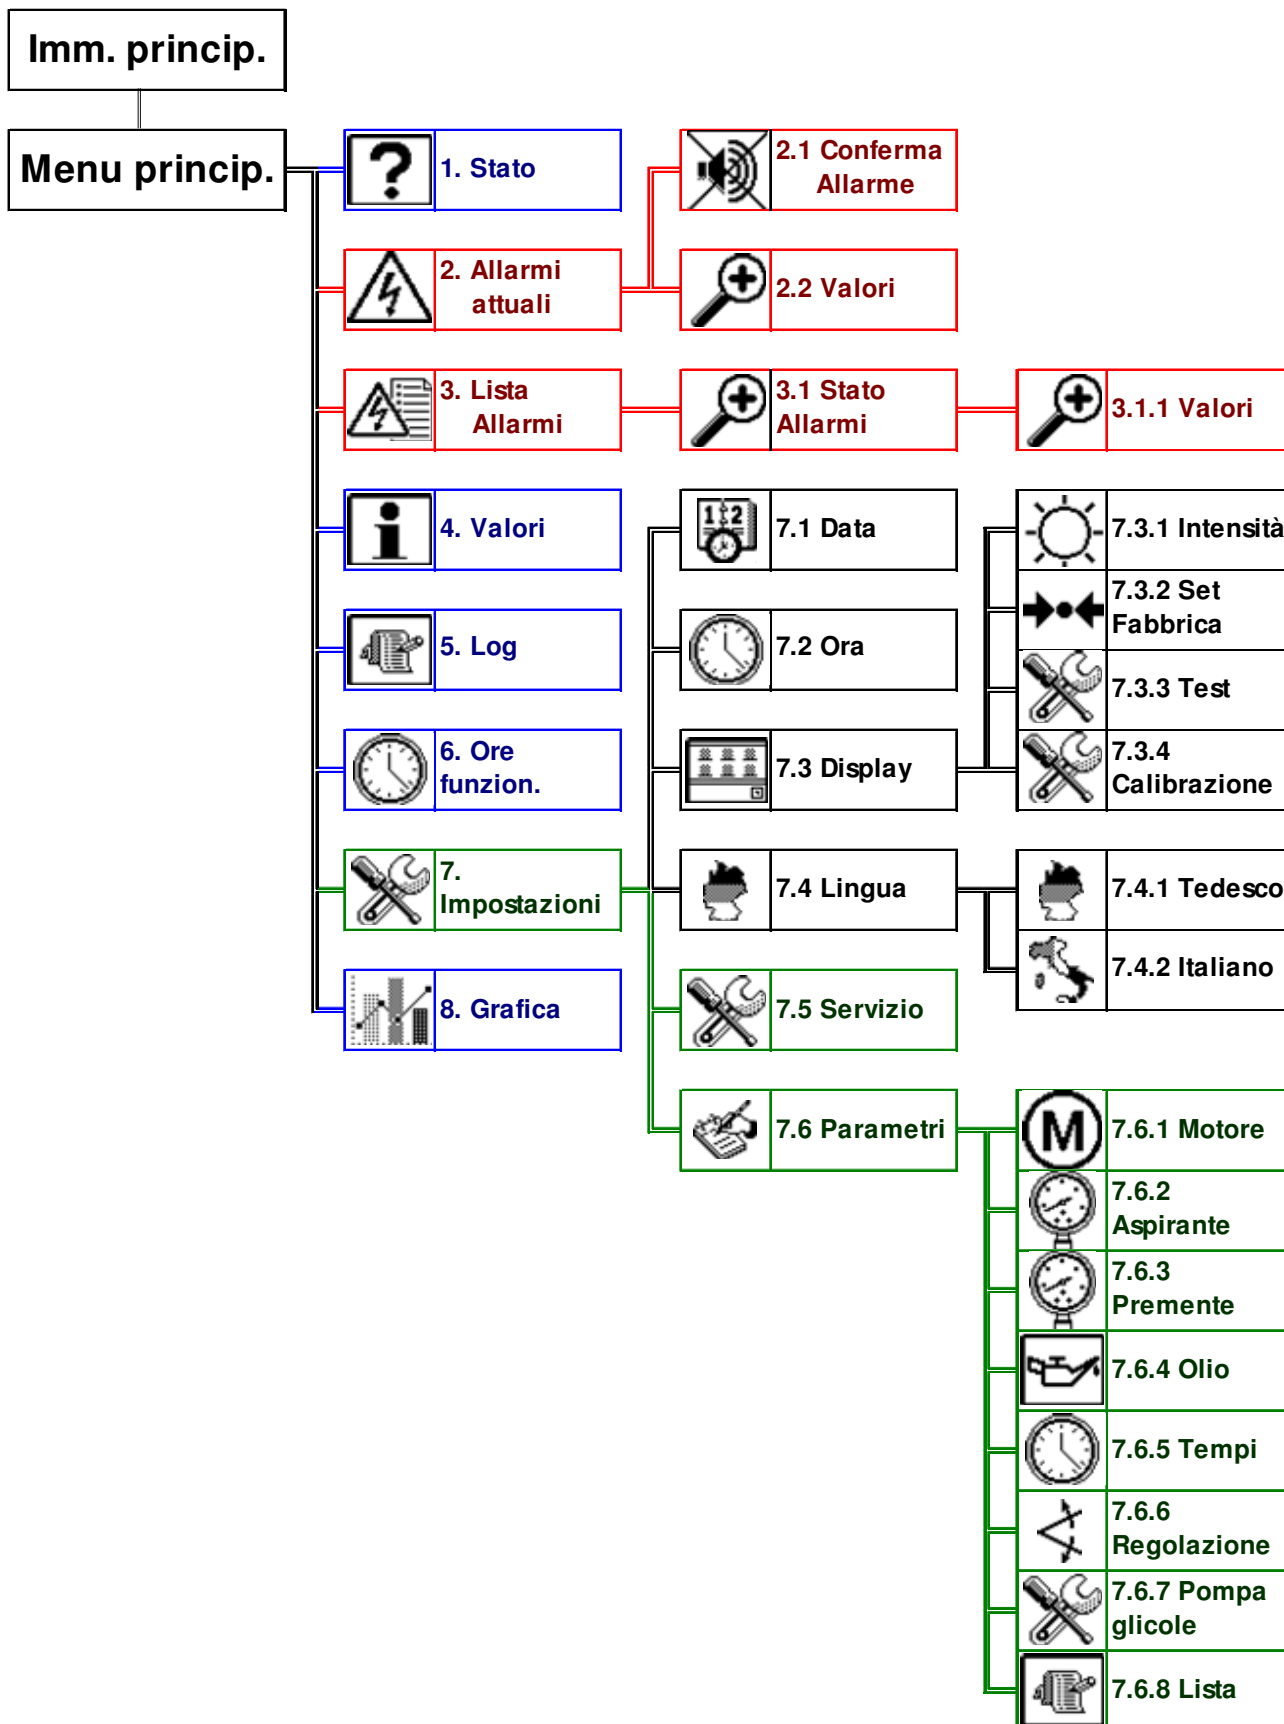 Imm. princip.
Menu princip.
1. Stato
2.1 Conferma
Allarme
2. Allarmi
attuali
2.2 Valori
3. Lista
Allarmi
3.1 Stato
Allarmi
3.1.1 Valori
4. Valori
7.1 Data
7.3.1 Intensità
7.3.2 Set
Fabbrica
5. Log
7.2 Ora
7.3.3 Test
6. Ore
funzion.
7.3 Display
7.3.4
Calibrazione
7.
Impostazioni
7.4 Lingua
7.4.1 Tedesco
7.4.2 Italiano
8. Grafica
7.5 Servizio
7.6 Parametri
M
7.6.1 Motore
7.6.2
Aspirante
7.6.3
Premente
7.6.4 Olio
7.6.5 Tempi
7.6.6
Regolazione
7.6.7 Pompa
glicole
7.6.8 Lista